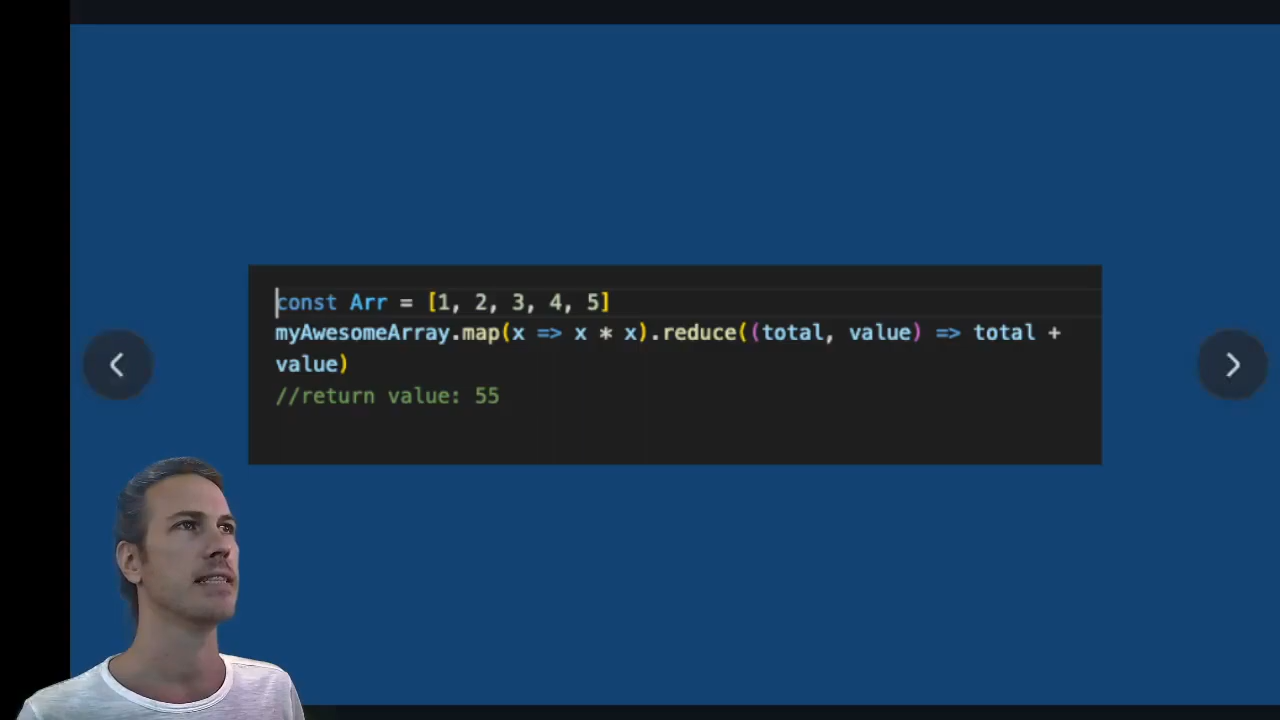 const Arr = [1, 2, 3, 4, 5]
myAwesomeArray.map(x => x * x).reduce((total, value) => total +
value)
//return value: 55